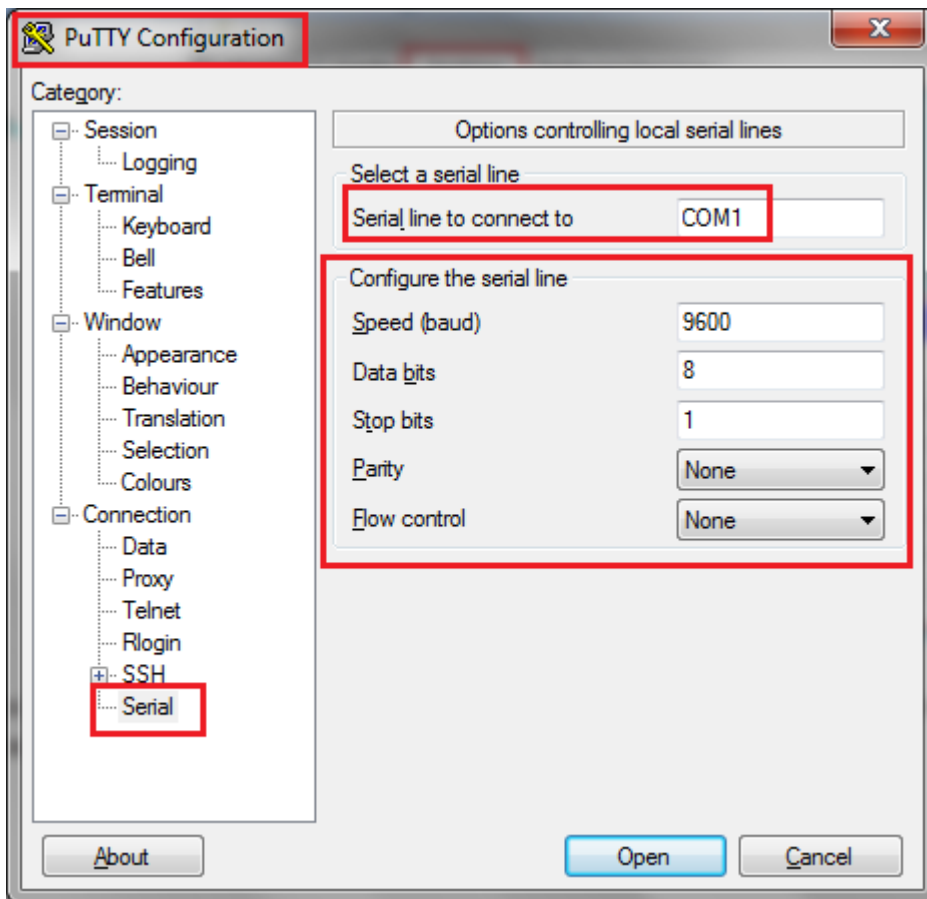 PuTTY Configuration
Category:
Session
Logging
Terminal
Keyboard
Bell
Features
Window
Appearance
Behaviour
Translation
Selection
Colours
Connection
Data
Proxy
Telnet
Rlogin
SSH
Serial
Options controlling local serial lines
Select a serial line
Serial line to connect to COM1
Configure the serial line
Speed (baud) 9600
Data bits 8
Stop bits 1
Parity None
Flow control None
About Open Cancel